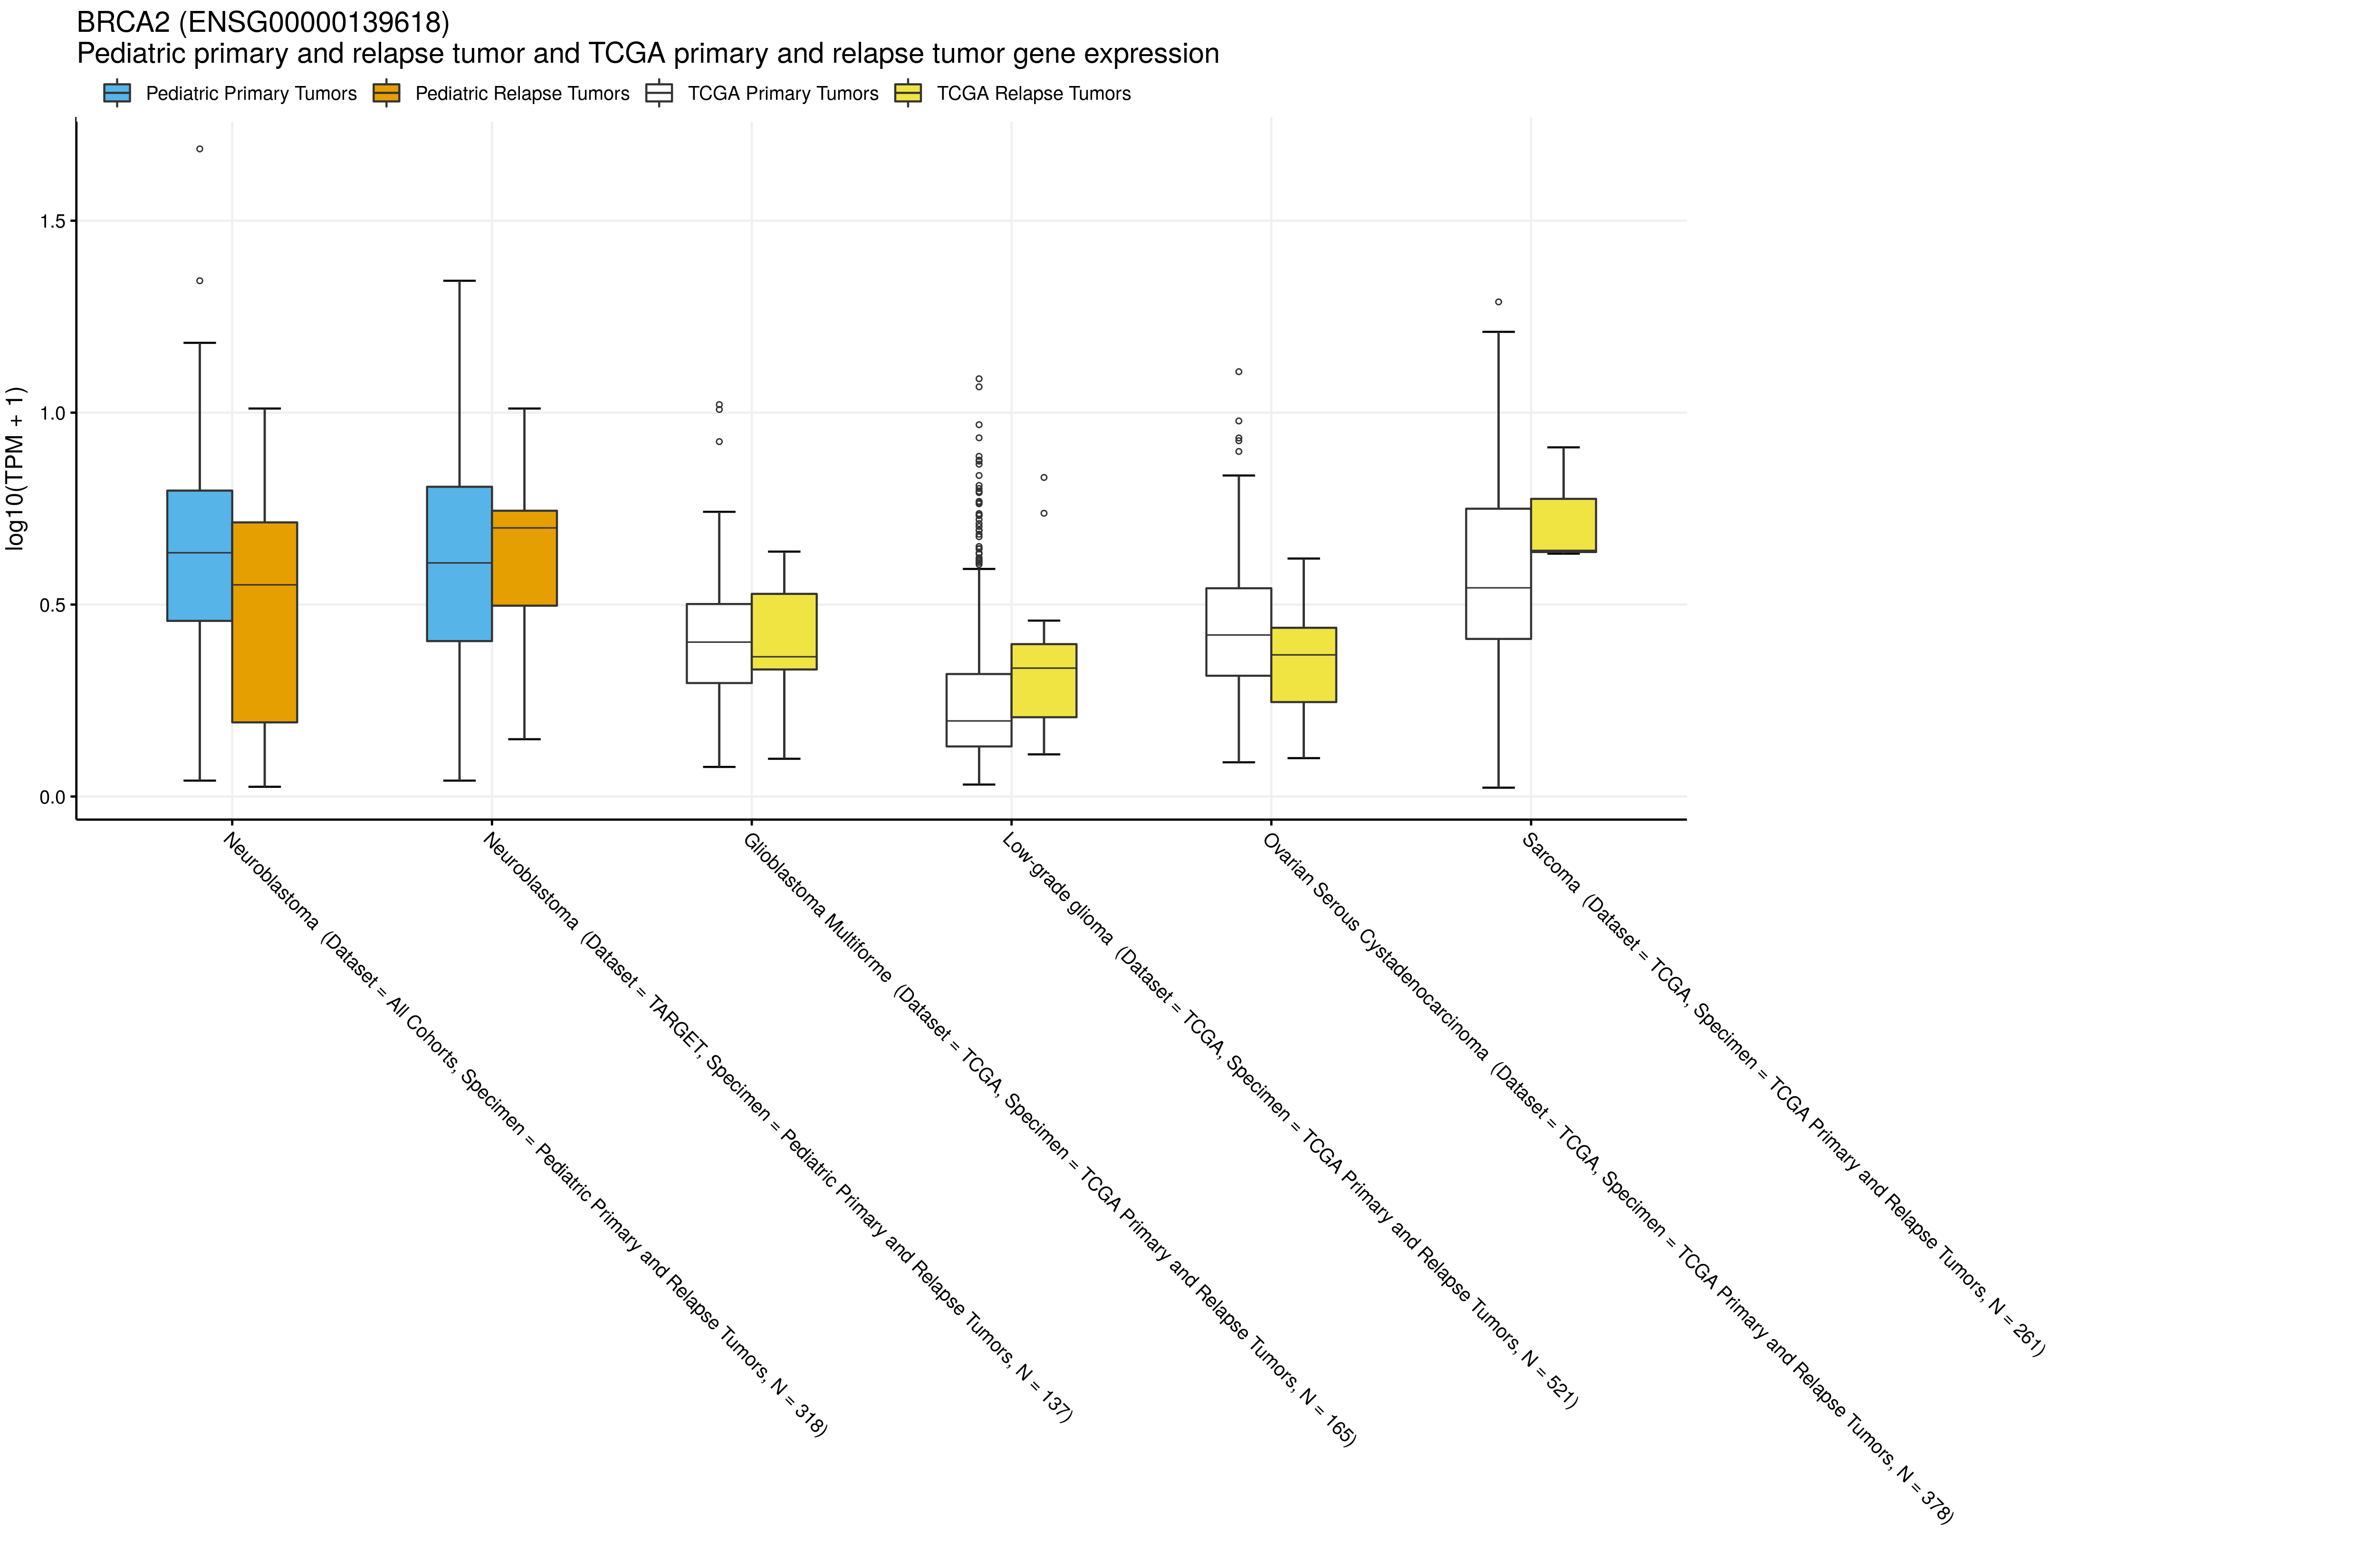 BRCA2 (ENSG00000139618)
Pediatric primary and relapse tumor and TCGA primary and relapse tumor gene expression
Pediatric Primary Tumors
Pediatric Relapse Tumors
TCGA Primary Tumors
TCGA Relapse Tumors
log10(TPM + 1)
1.5
1.0
0.5
0.0
Neuroblastoma (Dataset = All Cohorts, Specimen = Pediatric Primary and Relapse Tumors, N = 318)
Neuroblastoma (Dataset = TARGET, Specimen = Pediatric Primary and Relapse Tumors, N = 137)
Glioblastoma Multiforme (Dataset = TCGA, Specimen = TCGA Primary and Relapse Tumors, N = 165)
Low-grade glioma (Dataset = TCGA, Specimen = TCGA Primary and Relapse Tumors, N = 521)
Ovarian Serous Cystadenocarcinoma (Dataset = TCGA, Specimen = TCGA Primary and Relapse Tumors, N = 378)
Sarcoma (Dataset = TCGA, Specimen = TCGA Primary and Relapse Tumors, N = 261)